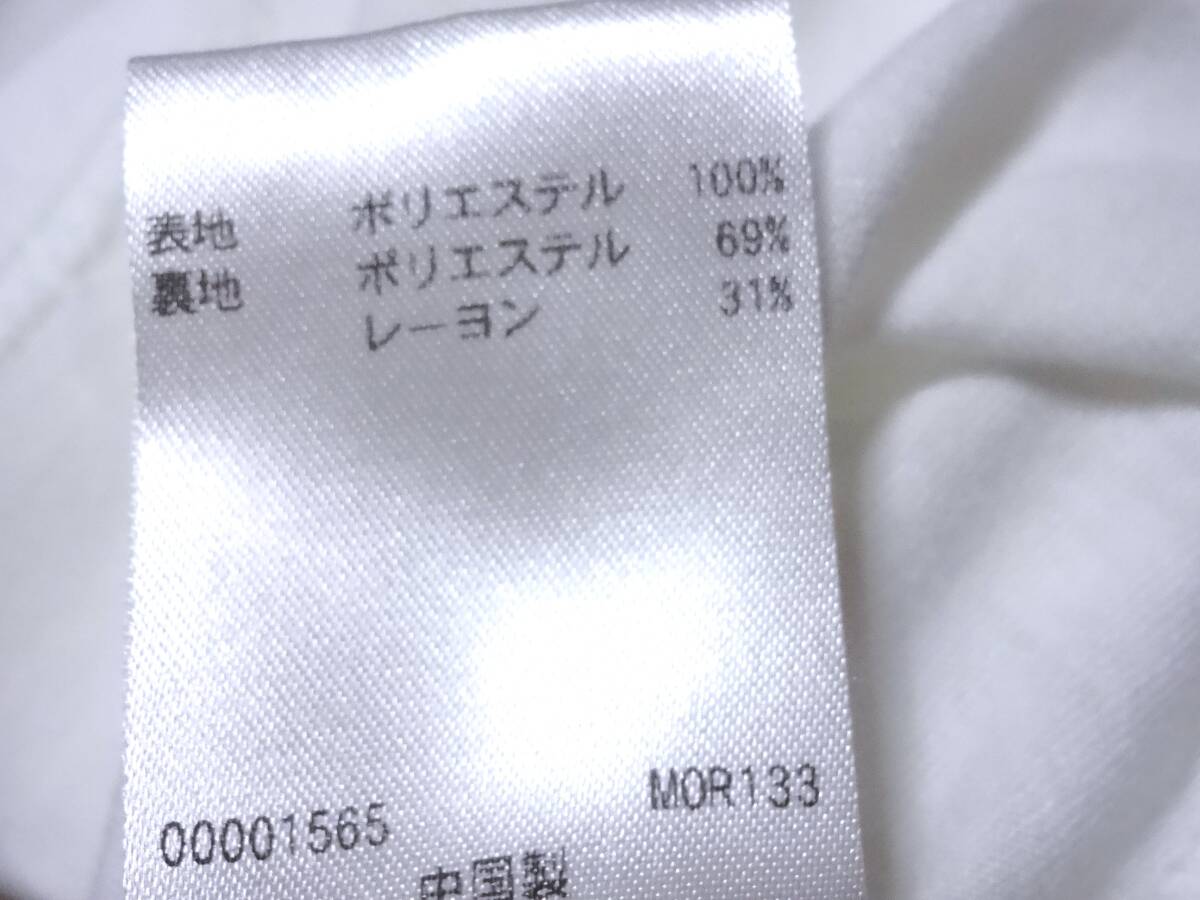 表地 ポリエステル 100%
裏地 ポリエステル 69%
レーヨン 31%
00001565 MOR133
中国製